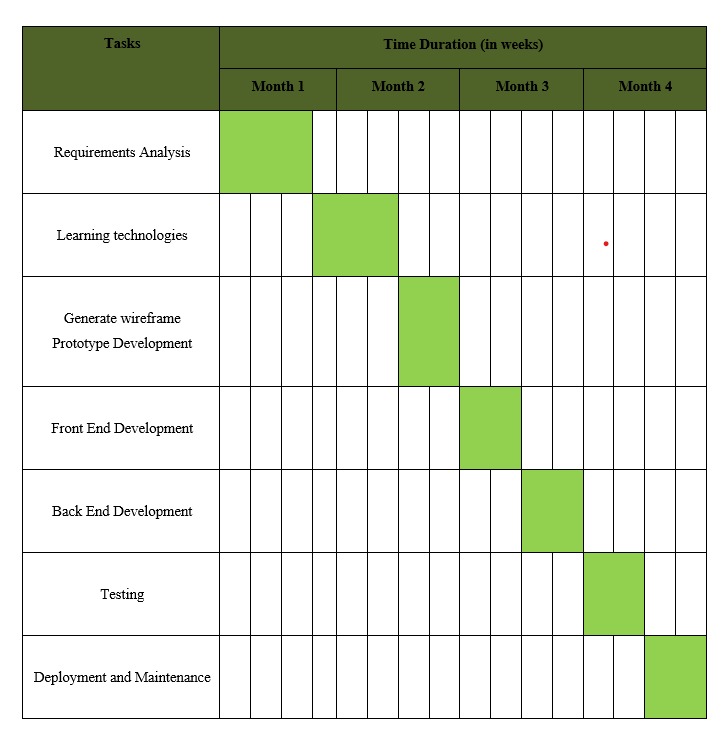 Tasks
Time Duration (in weeks)
Month 1
Month 2
Month 3
Month 4
Requirements Analysis
Learning technologies
Generate wireframe
Prototype Development
Front End Development
Back End Development
Testing
Deployment and Maintenance